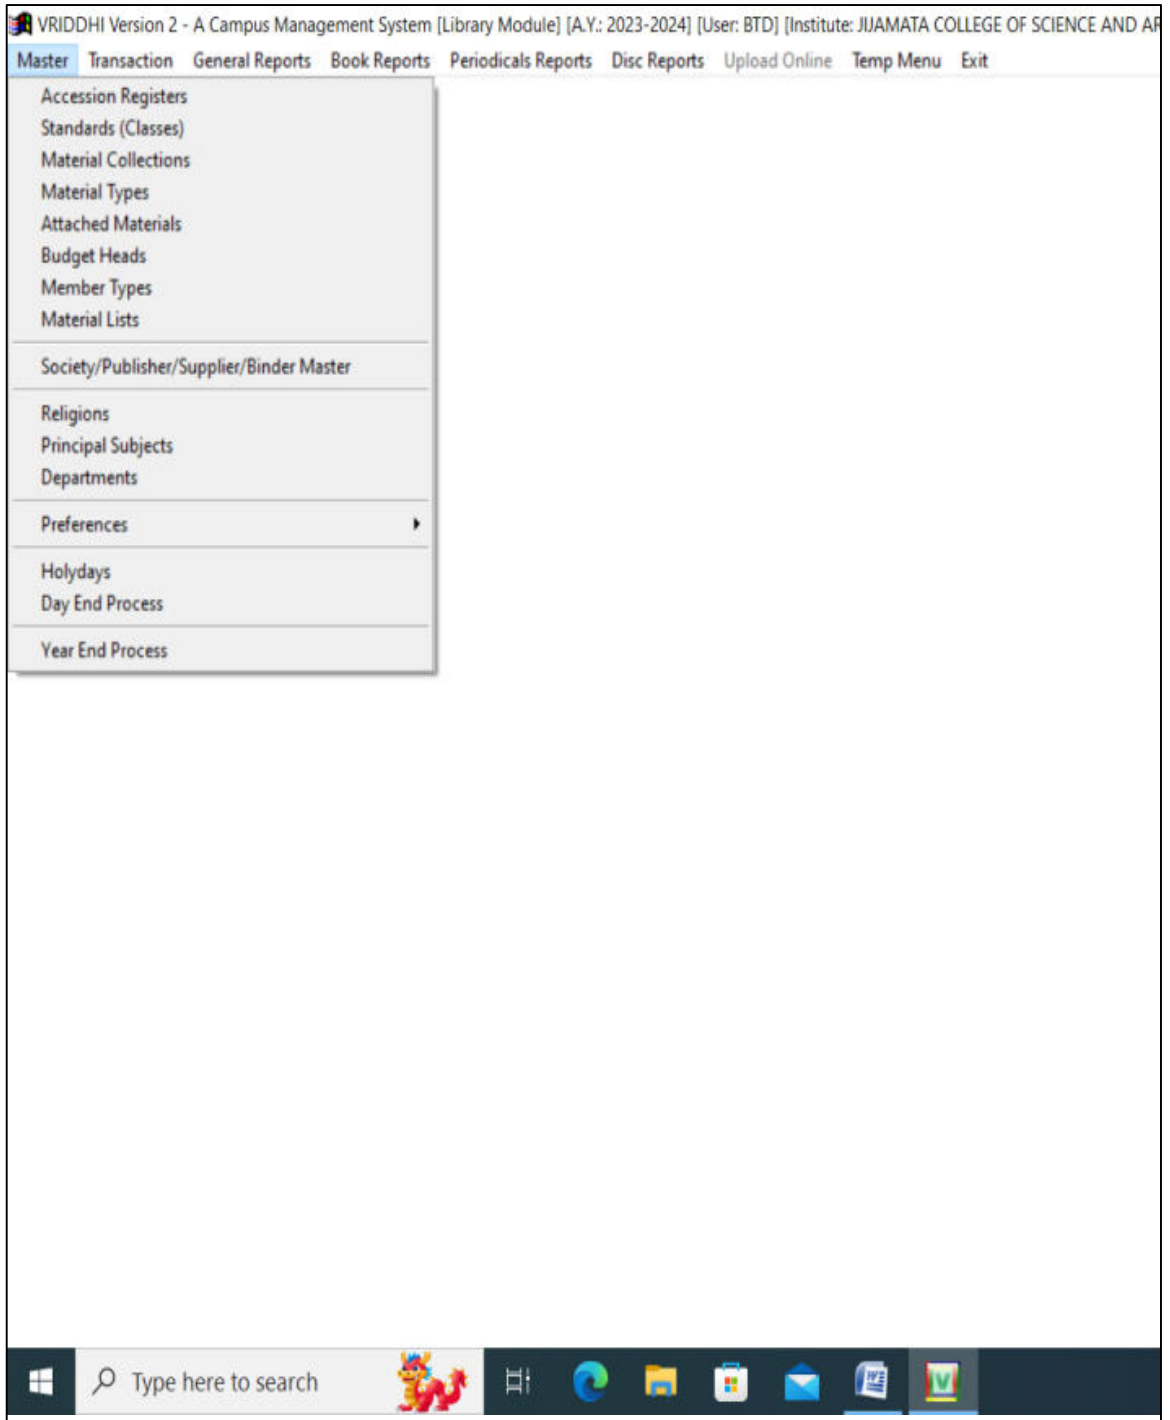 VRIDDHI Version 2 - A Campus Management System [Library Module] [A.Y.: 2023-2024] [User: BTD] [Institute: JIJAMATA COLLEGE OF SCIENCE AND AR
Master Transaction General Reports Book Reports Periodicals Reports Disc Reports Upload Online Temp Menu Exit
Accession Registers
Standards (Classes)
Material Collections
Material Types
Attached Materials
Budget Heads
Member Types
Material Lists
Society/Publisher/Supplier/Binder Master
Religions
Principal Subjects
Departments
Preferences
Holydays
Day End Process
Year End Process
Type here to search